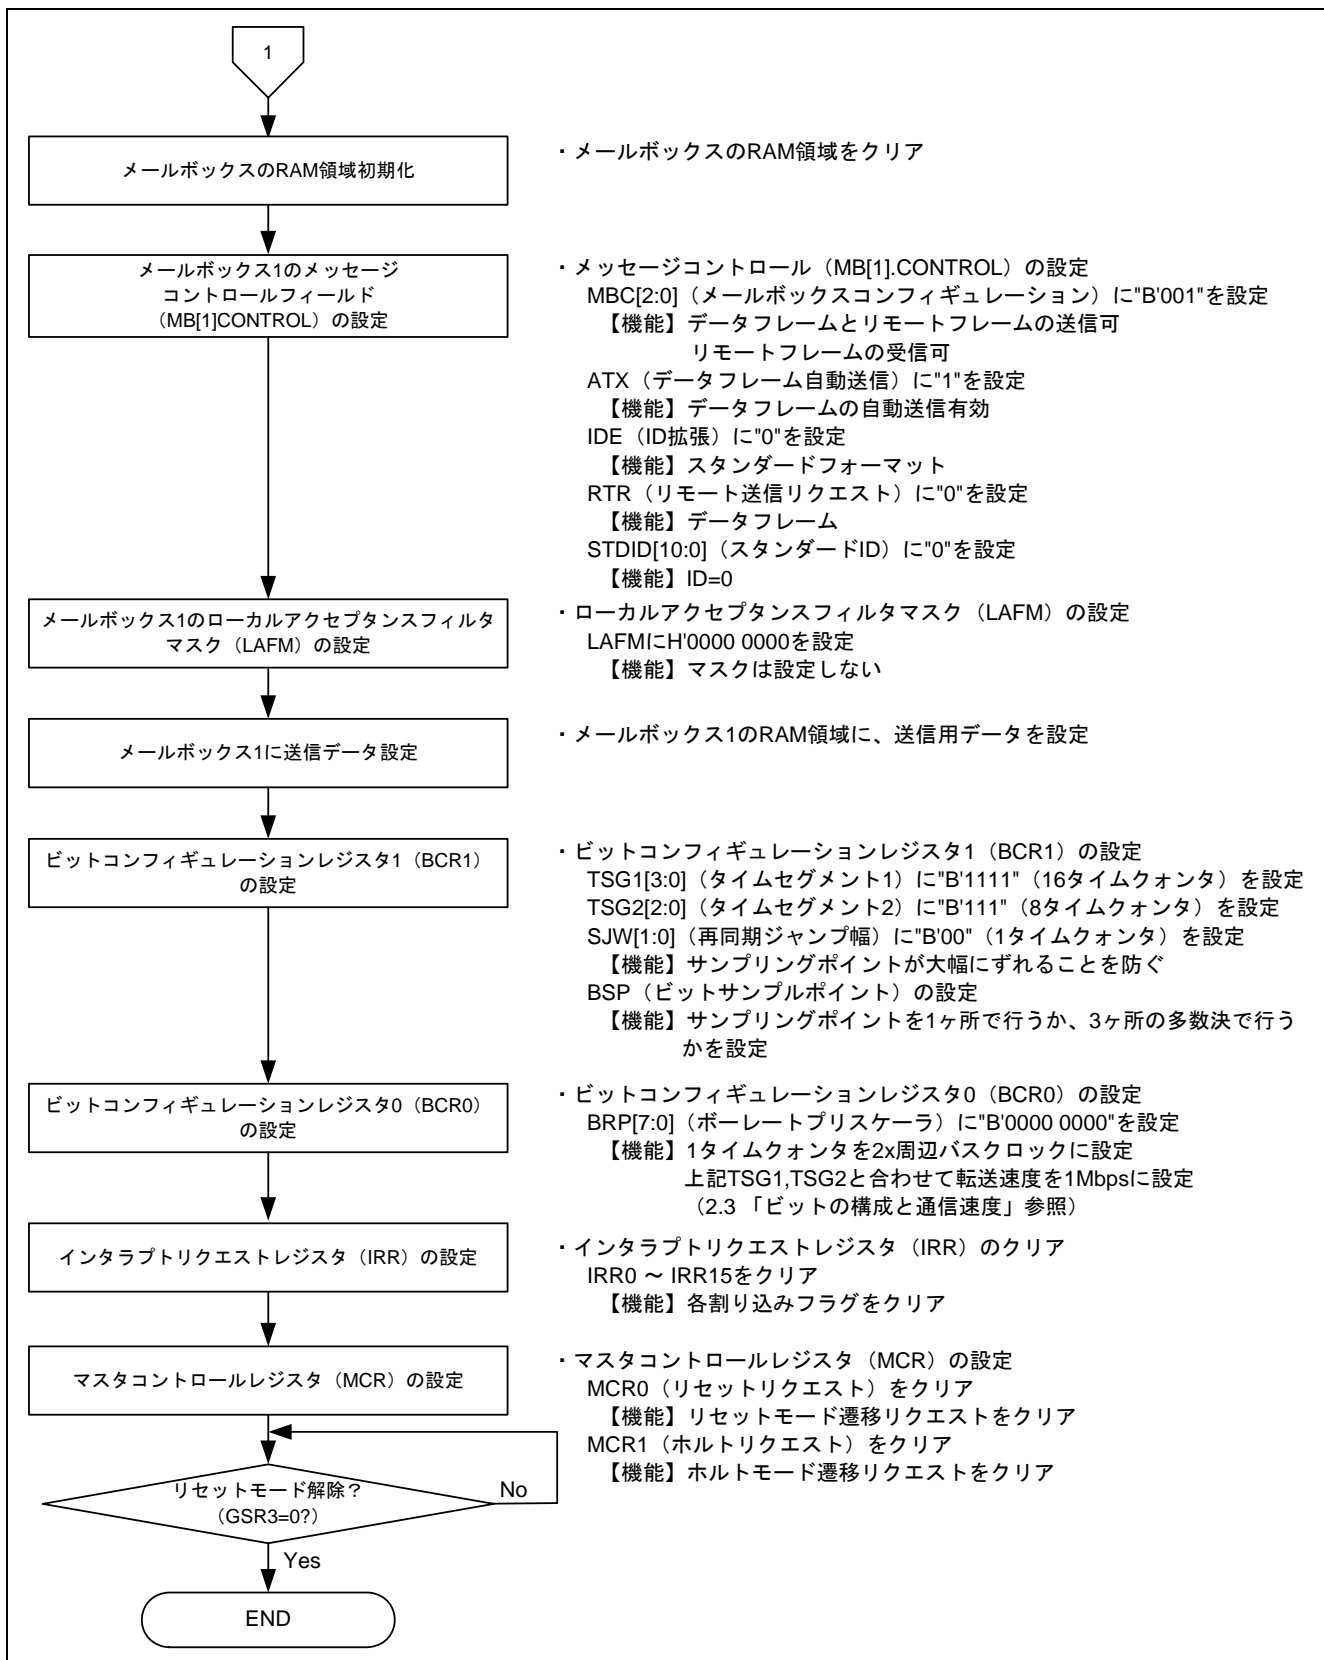 1
メールボックスのRAM領域初期化
・メールボックスのRAM領域をクリア
メールボックス1のメッセージ
コントロールフィールド
（MB[1]CONTROL）の設定
・メッセージコントロール（MB[1].CONTROL）の設定
MBC[2:0]（メールボックスコンフィギュレーション）に"B'001"を設定
【機能】データフレームとリモートフレームの送信可
リモートフレームの受信可
ATX（データフレーム自動送信）に"1"を設定
【機能】データフレームの自動送信有効
IDE（ID拡張）に"0"を設定
【機能】スタンダードフォーマット
RTR（リモート送信リクエスト）に"0"を設定
【機能】データフレーム
STDID[10:0]（スタンダードID）に"0"を設定
【機能】ID=0
メールボックス1のローカルアクセプタンスフィルタ
マスク（LAFM）の設定
・ローカルアクセプタンスフィルタマスク（LAFM）の設定
LAFMにH'0000 0000を設定
【機能】マスクは設定しない
メールボックス1に送信データ設定
・メールボックス1のRAM領域に、送信用データを設定
ビットコンフィギュレーションレジスタ1（BCR1）
の設定
・ビットコンフィギュレーションレジスタ1（BCR1）の設定
TSG1[3:0]（タイムセグメント1）に"B'1111"（16タイムクォンタ）を設定
TSG2[2:0]（タイムセグメント2）に"B'111"（8タイムクォンタ）を設定
SJW[1:0]（再同期ジャンプ幅）に"B'00"（1タイムクォンタ）を設定
【機能】サンプリングポイントが大幅にずれることを防ぐ
BSP（ビットサンプルポイント）の設定
【機能】サンプリングポイントを1ヶ所で行うか、3ヶ所の多数決で行う
かを設定
ビットコンフィギュレーションレジスタ0（BCR0）
の設定
・ビットコンフィギュレーションレジスタ0（BCR0）の設定
BRP[7:0]（ボーレートプリスケーラ）に"B'0000 0000"を設定
【機能】1タイムクォンタを2x周辺バスクロックに設定
上記TSG1,TSG2と合わせて転送速度を1Mbpsに設定
（2.3 「ビットの構成と通信速度」参照）
インタラプトリクエストレジスタ（IRR）の設定
・インタラプトリクエストレジスタ（IRR）のクリア
IRR0 ～ IRR15をクリア
【機能】各割り込みフラグをクリア
マスタコントロールレジスタ（MCR）の設定
・マスタコントロールレジスタ（MCR）の設定
MCR0（リセットリクエスト）をクリア
【機能】リセットモード遷移リクエストをクリア
MCR1（ホルトリクエスト）をクリア
【機能】ホルトモード遷移リクエストをクリア
リセットモード解除？
（GSR3=0?）
No
Yes
END